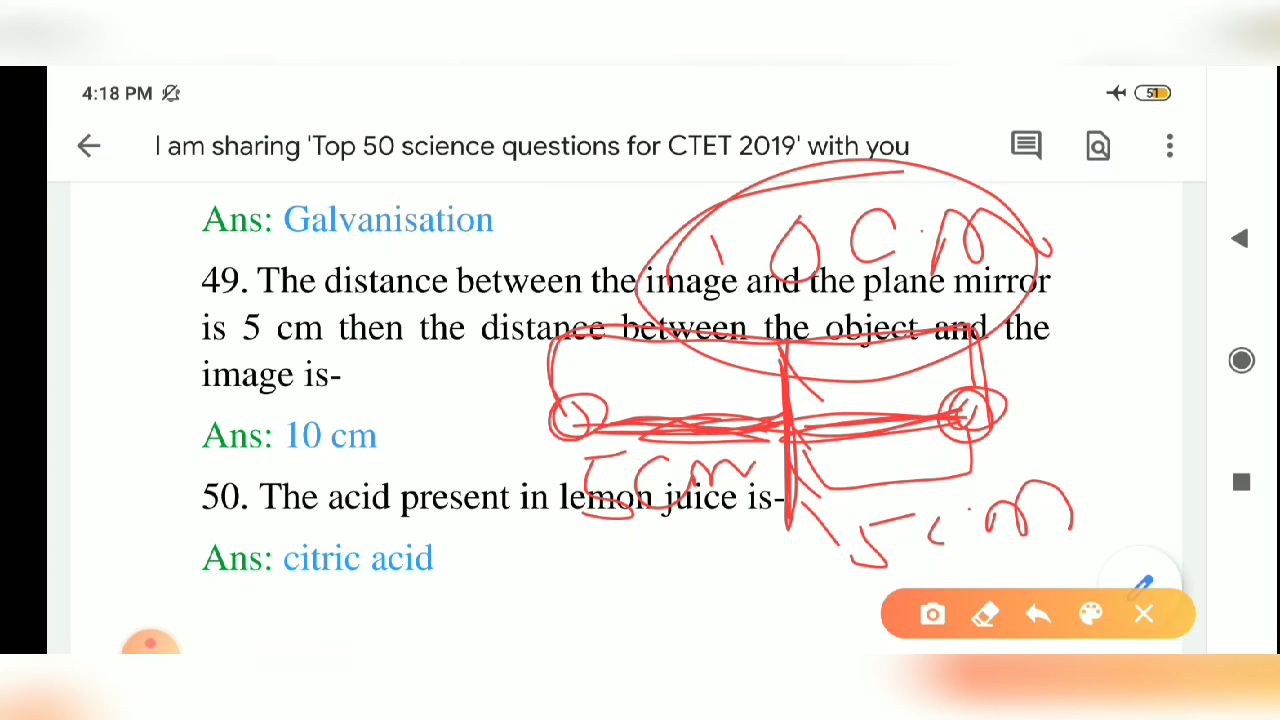 4:18 PM
51
I am sharing 'Top 50 science questions for CTET 2019' with you
Ans: Galvanisation
10 cm
49. The distance between the image and the plane mirror
is 5 cm then the distance between the object and the
image is-
Ans: 10 cm
5cm
50. The acid present in lemon juice is-
5 cm
Ans: citric acid